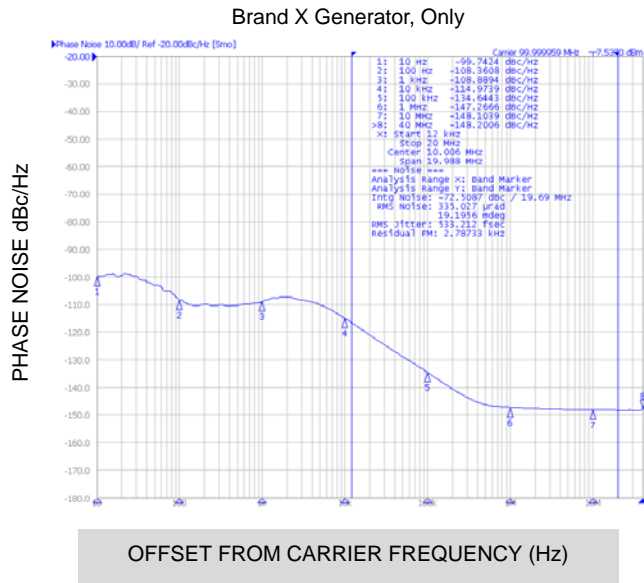 Brand X Generator, Only
Phase Noise 10.00dB/ Ref -20.00dBc/Hz [Smo]
Carrier 99.999959 MHz dBm
1: 10 Hz -99.7424 dBc/Hz
2: 100 Hz -108.3608 dBc/Hz
3: 1 kHz -108.8894 dBc/Hz
4: 10 kHz -114.9739 dBc/Hz
5: 100 kHz -134.6443 dBc/Hz
6: 1 MHz -147.2666 dBc/Hz
7: 10 MHz -148.1039 dBc/Hz
>8: 40 MHz -148.2006 dBc/Hz
X: Start 12 kHz
Stop 20 MHz
Center 10.006 MHz
Span 19.988 MHz
=== Noise ===
Analysis Range X: Band Marker
Analysis Range Y: Band Marker
Intg Noise: -72.5087 dBc / 19.69 MHz
RMS Noise: 335.027 µrad
19.1956 mdeg
RMS Jitter: 533.212 fsec
Residual FM: 2.78733 kHz
-20.00
-30.00
-40.00
-50.00
-60.00
-70.00
-80.00
-90.00
-100.0
-110.0
-120.0
-130.0
-140.0
-150.0
-160.0
-170.0
-180.0
1
2
3
4
5
6
7
PHASE NOISE dBc/Hz
OFFSET FROM CARRIER FREQUENCY (Hz)